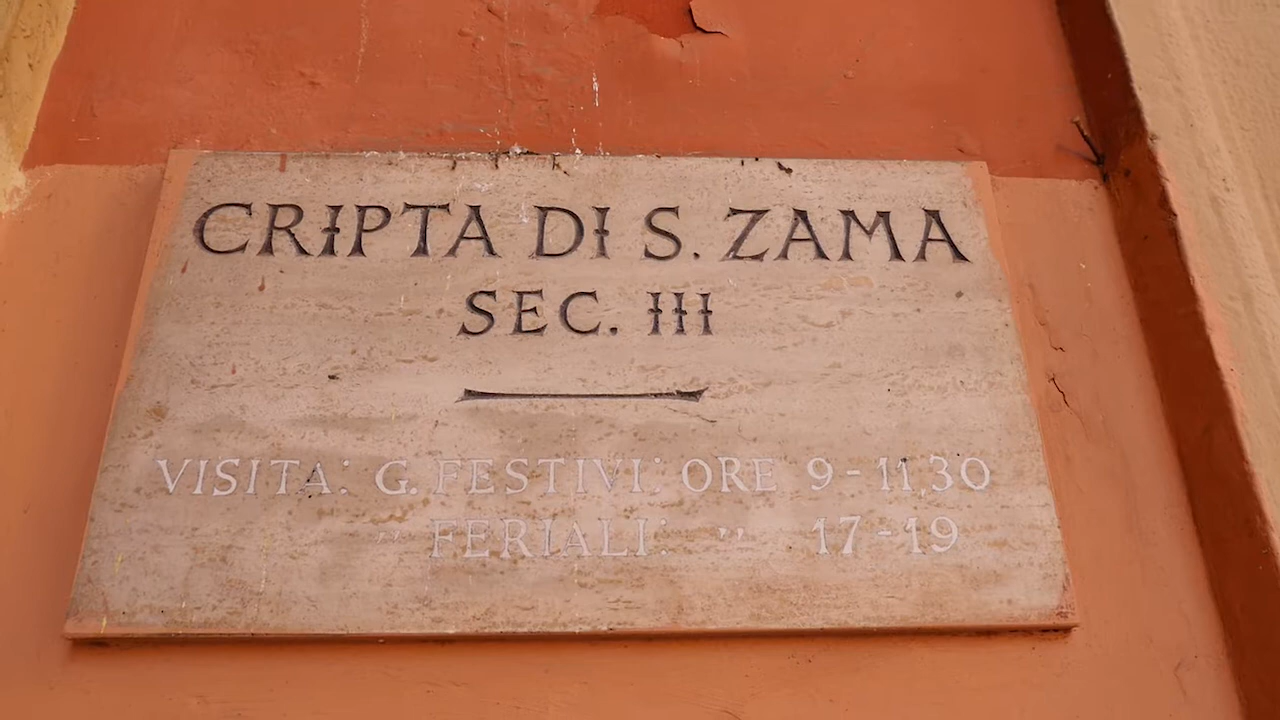 CRIPTA DI S. ZAMA
SEC. III
VISITA: G. FESTIVI: ORE 9-11,30
" FERIALI: " 17-19